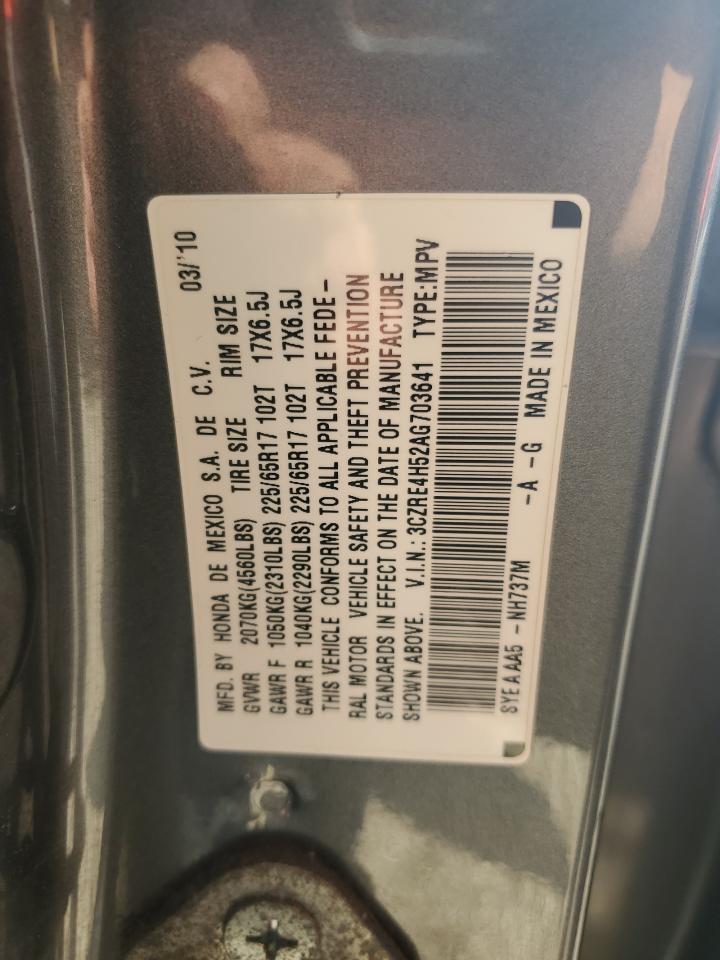 MFD. BY HONDA DE MEXICO S.A. DE C.V. 03/'10
GVWR 2070KG(4560LBS) TIRE SIZE RIM SIZE
GAWR F 1050KG(2310LBS) 225/65R17 102T 17X6.5J
GAWR R 1040KG(2290LBS) 225/65R17 102T 17X6.5J
THIS VEHICLE CONFORMS TO ALL APPLICABLE FEDE-
RAL MOTOR VEHICLE SAFETY AND THEFT PREVENTION
STANDARDS IN EFFECT ON THE DATE OF MANUFACTURE
SHOWN ABOVE. V.I.N.: 3CZRE4H52AG703641 TYPE:MPV
SYEAAA5 -NH737M -A -G MADE IN MEXICO